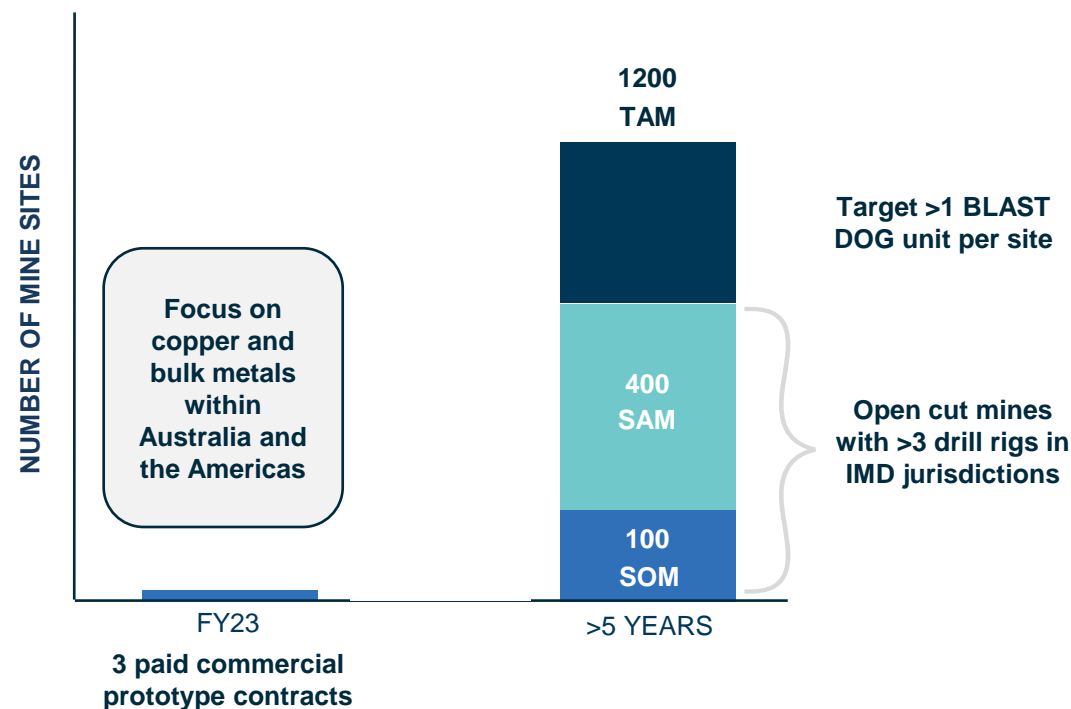 NUMBER OF MINE SITES
Focus on
copper and
bulk metals
within
Australia and
the Americas
FY23
3 paid commercial
prototype contracts
1200
TAM
400
SAM
100
SOM
>5 YEARS
Target >1 BLAST
DOG unit per site
Open cut mines
with >3 drill rigs in
IMD jurisdictions